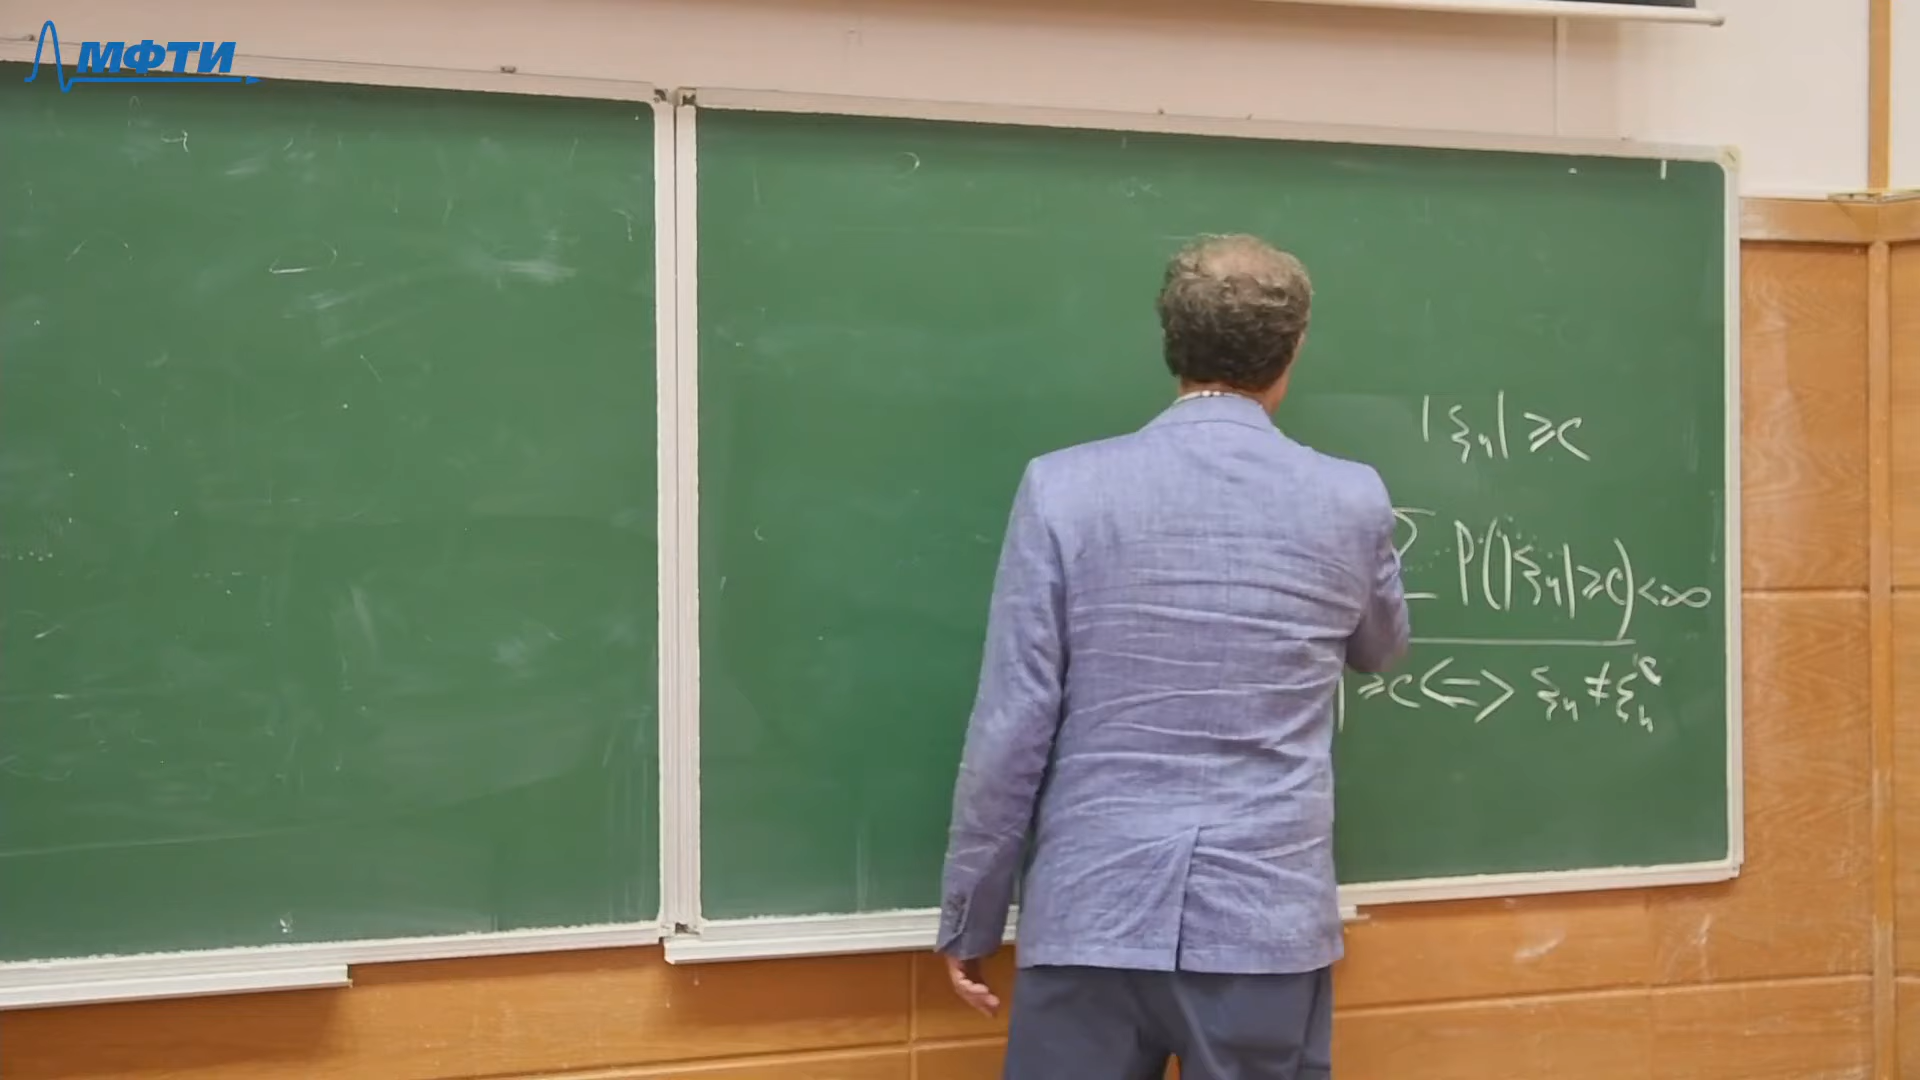 МФТИ
|ξₙ| ⩾ c
Σ P(|ξₙ| ⩾ c) < ∞
| ⩾ c <=> ξₙ ≠ ξₙᶜ